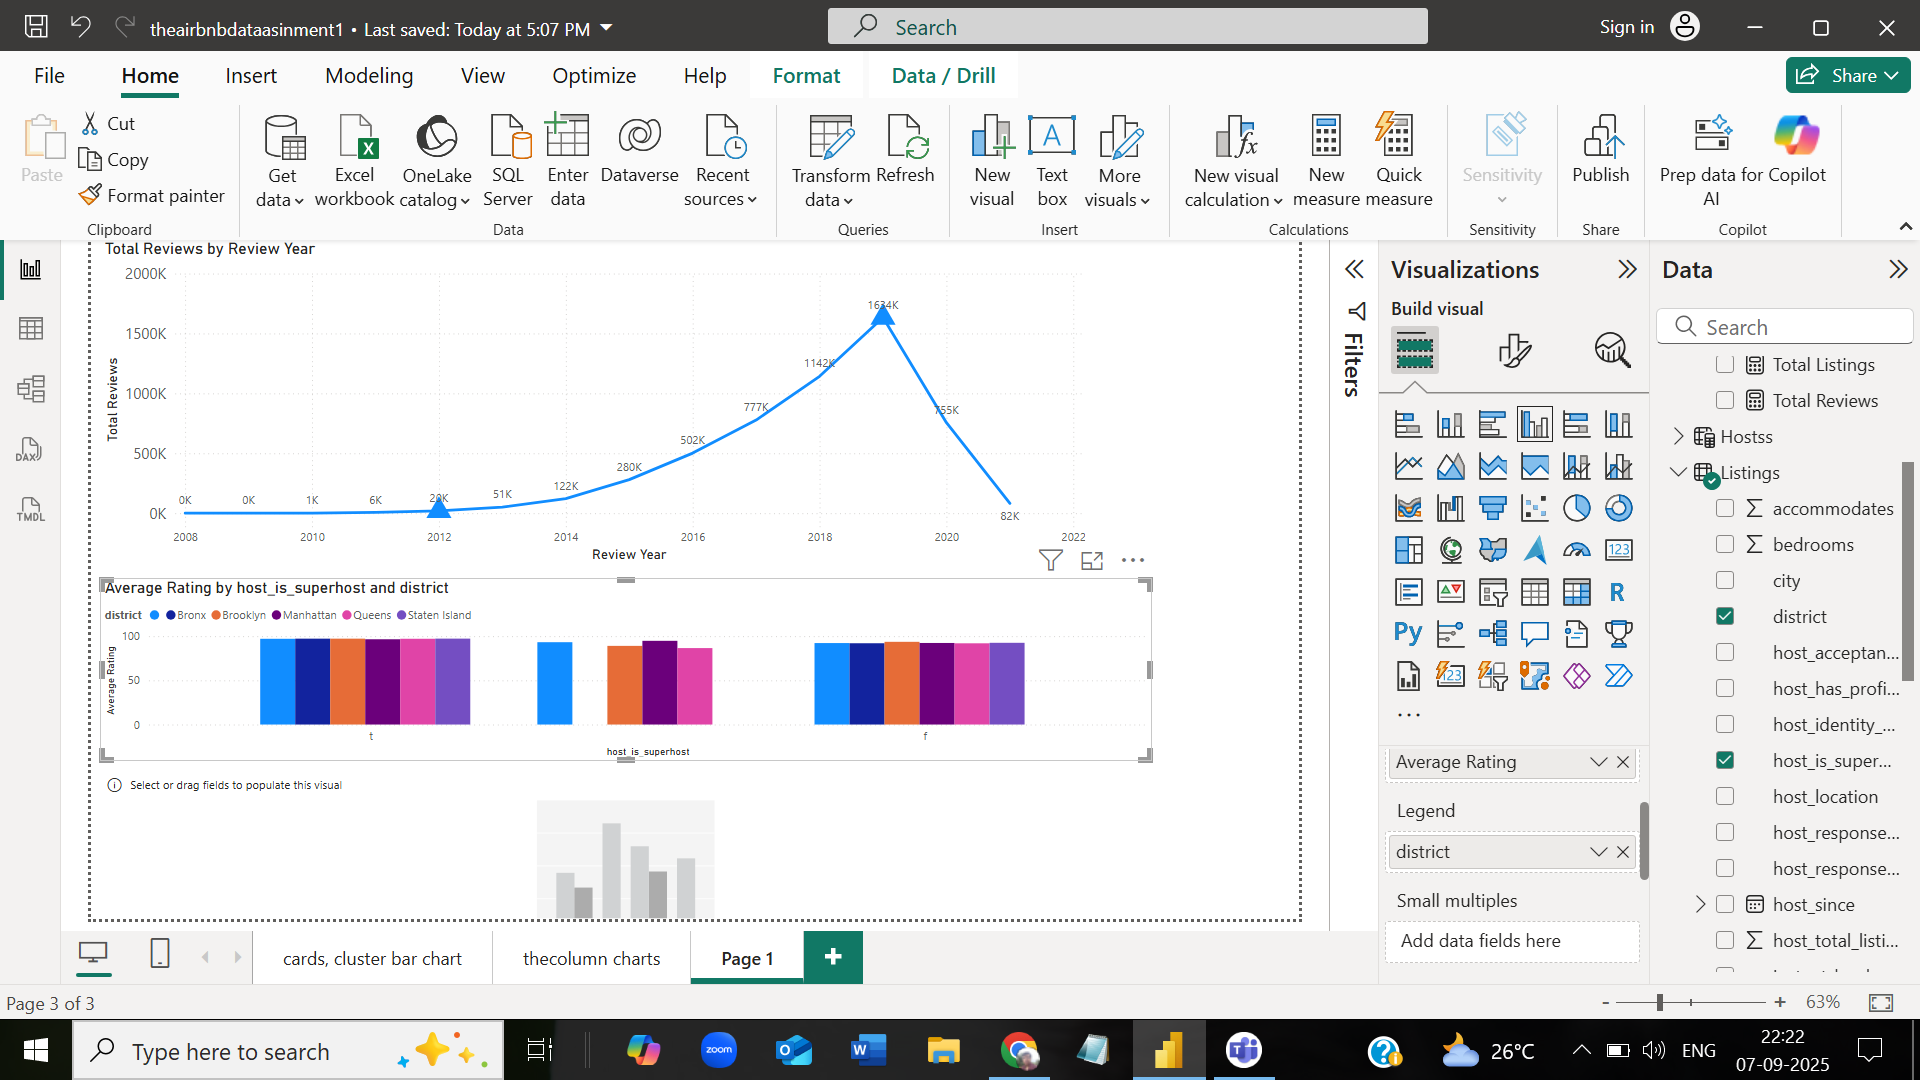 theairbnbdataasinment1 • Last saved: Today at 5:07 PM
Search
Sign in
File Home Insert Modeling View Optimize Help Format Data / Drill
Share
Paste
Cut
Copy
Format painter
Clipboard
Get data
Excel workbook
OneLake catalog
SQL Server
Enter data
Dataverse
Recent sources
Data
Transform data
Refresh
Queries
New visual
Text box
More visuals
Insert
New visual calculation
New measure
Quick measure
Calculations
Sensitivity
Sensitivity
Publish
Share
Prep data for AI
Copilot
Copilot
DAX
TMDL
Total Reviews by Review Year
Total Reviews
2000K
1500K
1000K
500K
0K
0K 0K 1K 6K 20K 51K 122K 280K 502K 777K 1142K 1634K 755K 82K
2008 2010 2012 2014 2016 2018 2020 2022
Review Year
Average Rating by host_is_superhost and district
district Bronx Brooklyn Manhattan Queens Staten Island
Average Rating
100
50
0
t f
host_is_superhost
Select or drag fields to populate this visual
Filters
Visualizations
Build visual
123
R
Py
123
Average Rating
Legend
district
Small multiples
Add data fields here
Data
Search
Total Listings
Total Reviews
Hostss
Listings
accommodates
bedrooms
city
district
host_acceptan...
host_has_profi...
host_identity_...
host_is_super...
host_location
host_response...
host_response...
host_since
host_total_listi...
cards, cluster bar chart
thecolumn charts
Page 1
Page 3 of 3
- + 63%
Type here to search
zoom
26°C
ENG
22:22
07-09-2025